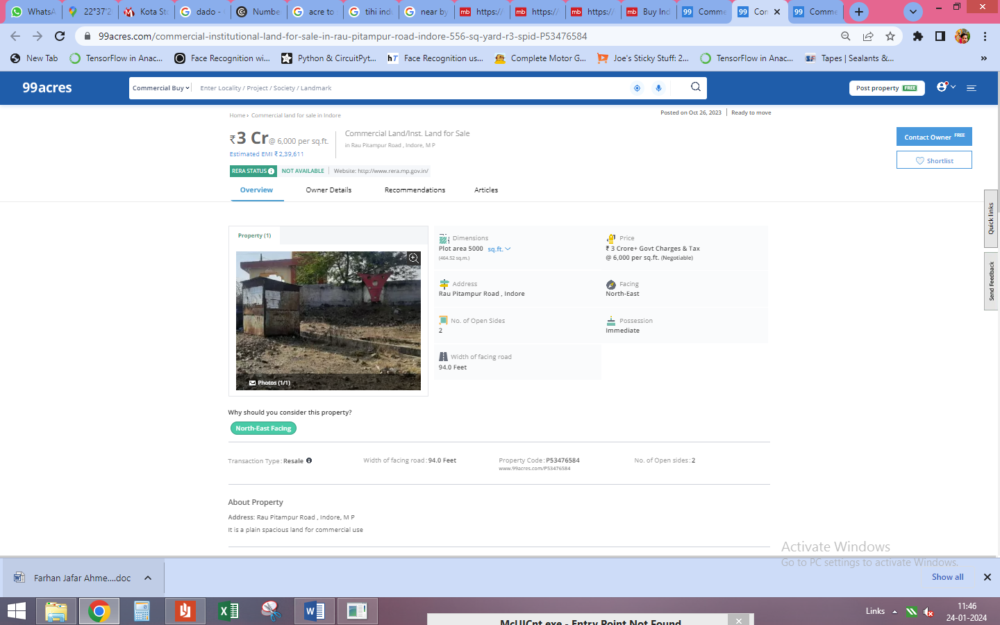 WhatsA
22°37'2
Kota St
dado -
Numbe
acre to
tihi ind
near by
https:/
https:/
https:/
Buy Ind
Comme
Con
Comme
99acres.com/commercial-institutional-land-for-sale-in-rau-pitampur-road-indore-556-sq-yard-r3-spid-P53476584
New Tab
TensorFlow in Anac...
Face Recognition wi...
Python & CircuitPyt...
Face Recognition us...
Complete Motor G...
Joe's Sticky Stuff: 2...
TensorFlow in Anac...
Tapes | Sealants &...
»
99acres
Commercial Buy
Enter Locality / Project / Society / Landmark
Post property FREE
Home › Commercial land for sale in Indore
Posted on Oct 26, 2023 | Ready to move
₹3 Cr @ 6,000 per sq.ft.
Estimated EMI ₹ 2,39,611
Commercial Land/Inst. Land for Sale
in Rau Pitampur Road , Indore, M P
Contact Owner FREE
Shortlist
RERA STATUS NOT AVAILABLE | Website: http://www.rera.mp.gov.in/
Overview
Owner Details
Recommendations
Articles
Quick links
Send Feedback
Property (1)
Photos (1/1)
Dimensions
Plot area 5000 sq.ft.
(464.52 sq.m.)
Price
₹ 3 Crore+ Govt Charges & Tax
@ 6,000 per sq.ft. (Negotiable)
Address
Rau Pitampur Road , Indore
Facing
North-East
No. of Open Sides
2
Possession
Immediate
Width of facing road
94.0 Feet
Why should you consider this property?
North-East Facing
Transaction Type: Resale
Width of facing road: 94.0 Feet
Property Code: P53476584
www.99acres.com/P53476584
No. of Open sides: 2
About Property
Address: Rau Pitampur Road , Indore, M P
It is a plain spacious land for commercial use
Activate Windows
Go to PC settings to activate Windows.
Farhan Jafar Ahme....doc
Show all
McUICnt.exe - Entry Point Not Found
Links
11:46
24-01-2024